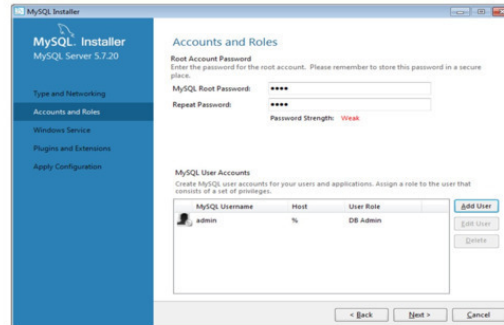 MySQL Installer
MySQL. Installer
MySQL Server 5.7.20
Type and Networking
Accounts and Roles
Windows Service
Plugins and Extensions
Apply Configuration
Accounts and Roles
Root Account Password
Enter the password for the root account. Please remember to store this password in a secure
place.
MySQL Root Password: ••••
Repeat Password: ••••
Password Strength: Weak
MySQL User Accounts
Create MySQL user accounts for your users and applications. Assign a role to the user that
consists of a set of privileges.
MySQL Username Host User Role
admin % DB Admin
Add User
Edit User
Delete
< Back Next > Cancel